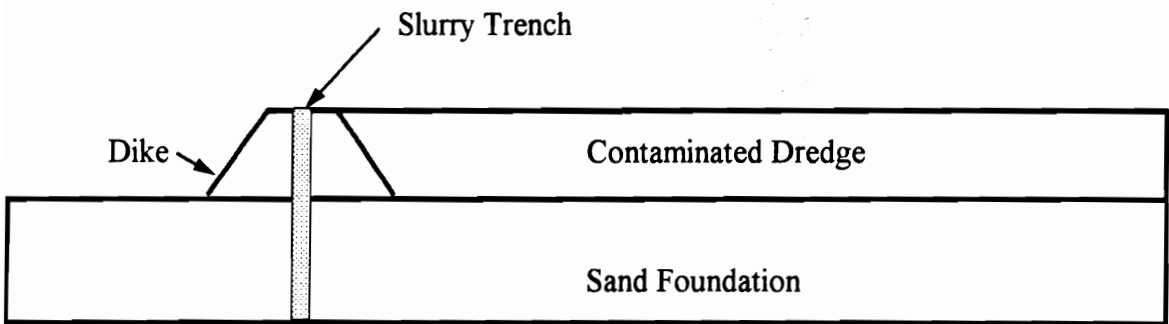 Slurry Trench
Dike
Contaminated Dredge
Sand Foundation